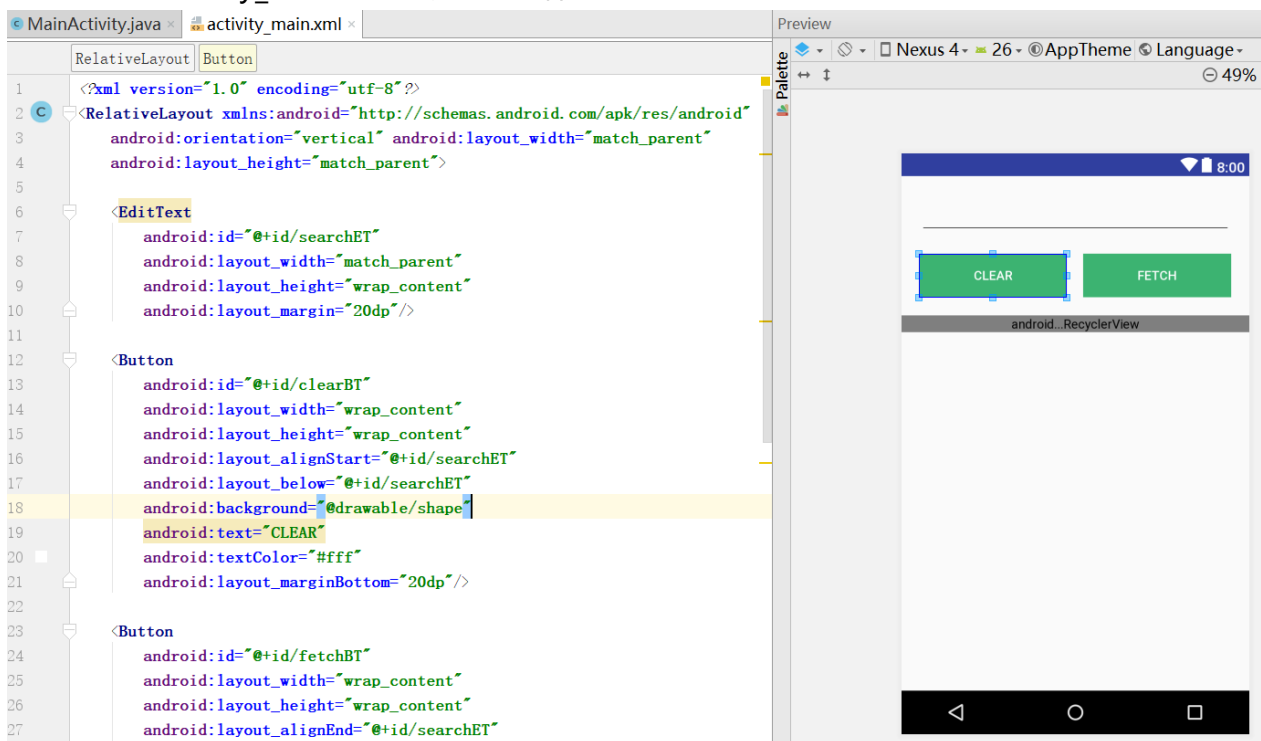 MainActivity.java × activity_main.xml ×
Preview
RelativeLayout Button
Palette
Nexus 4 26 AppTheme Language
49%
1 <?xml version="1.0" encoding="utf-8"?>
2 C <RelativeLayout xmlns:android="http://schemas.android.com/apk/res/android"
3 android:orientation="vertical" android:layout_width="match_parent"
4 android:layout_height="match_parent">
5
6 <EditText
7 android:id="@+id/searchET"
8 android:layout_width="match_parent"
9 android:layout_height="wrap_content"
10 android:layout_margin="20dp"/>
11
12 <Button
13 android:id="@+id/clearBT"
14 android:layout_width="wrap_content"
15 android:layout_height="wrap_content"
16 android:layout_alignStart="@+id/searchET"
17 android:layout_below="@+id/searchET"
18 android:background="@drawable/shape"
19 android:text="CLEAR"
20 android:textColor="#fff"
21 android:layout_marginBottom="20dp"/>
22
23 <Button
24 android:id="@+id/fetchBT"
25 android:layout_width="wrap_content"
26 android:layout_height="wrap_content"
27 android:layout_alignEnd="@+id/searchET"
8:00
CLEAR FETCH
android...RecyclerView